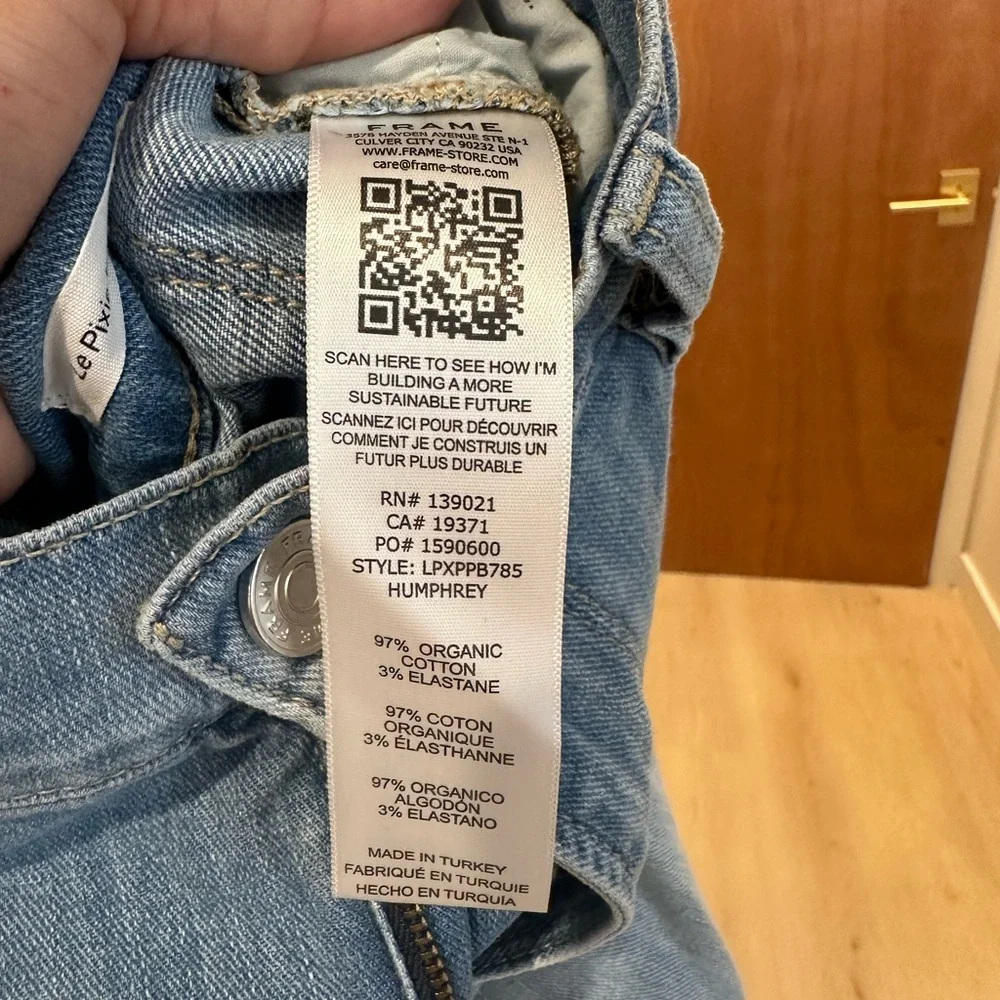 FRAME
3578 HAYDEN AVENUE STE N-1
CULVER CITY CA 90232 USA
WWW.FRAME-STORE.COM
care@frame-store.com
SCAN HERE TO SEE HOW I'M
BUILDING A MORE
SUSTAINABLE FUTURE
SCANNEZ ICI POUR DÉCOUVRIR
COMMENT JE CONSTRUIS UN
FUTUR PLUS DURABLE
RN# 139021
CA# 19371
PO# 1590600
STYLE: LPXPPB785
HUMPHREY
97% ORGANIC
COTTON
3% ELASTANE
97% COTON
ORGANIQUE
3% ÉLASTHANNE
97% ORGANICO
ALGODÓN
3% ELASTANO
MADE IN TURKEY
FABRIQUÉ EN TURQUIE
HECHO EN TURQUÍA
Le Pixi
FRAME